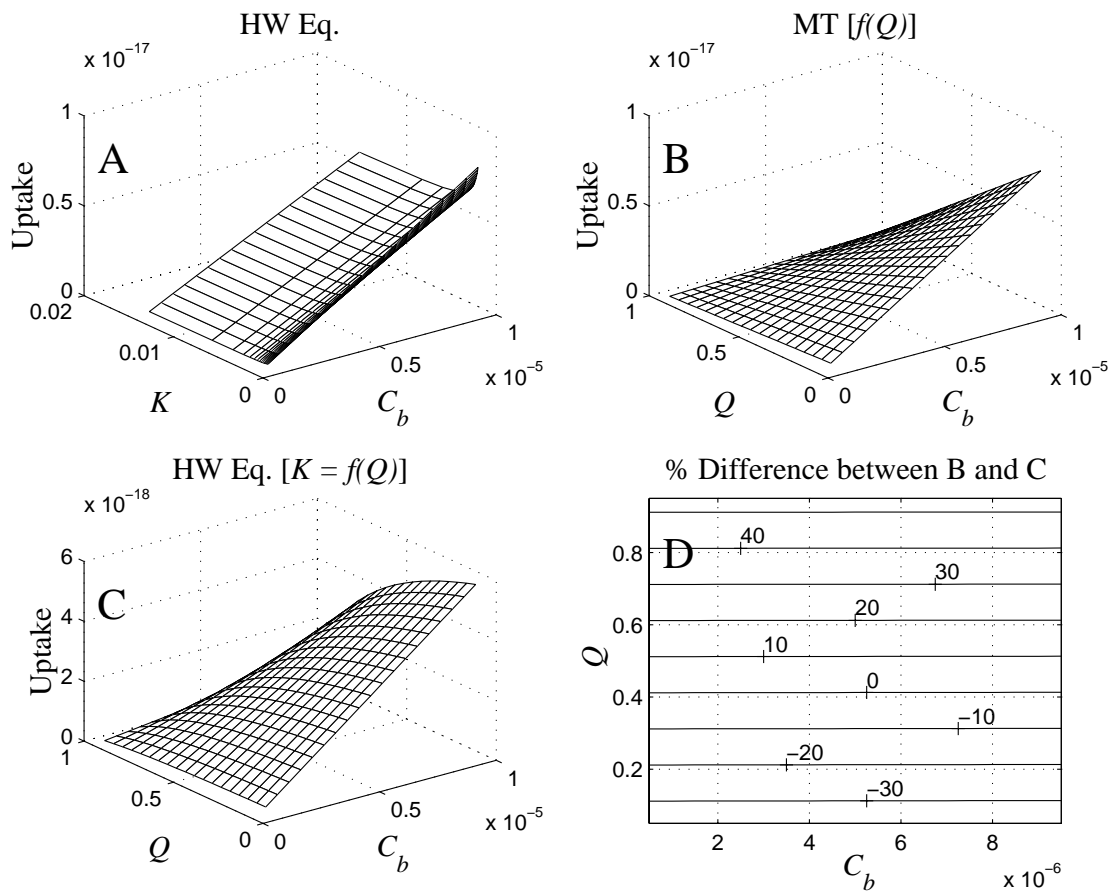 HW Eq.
x 10⁻¹⁷
A
Uptake
1
0.5
0
0.02
0.01
0
K
0
0.5
1
x 10⁻⁵
C_b
MT [f(Q)]
x 10⁻¹⁷
B
Uptake
1
0.5
0
1
0.5
0
Q
0
0.5
1
x 10⁻⁵
C_b
HW Eq. [K = f(Q)]
x 10⁻¹⁸
C
Uptake
6
4
2
0
1
0.5
0
Q
0
0.5
1
x 10⁻⁵
C_b
% Difference between B and C
D
Q
0.8
0.6
0.4
0.2
40
30
20
10
0
−10
−20
−30
2 4 6 8
x 10⁻⁶
C_b